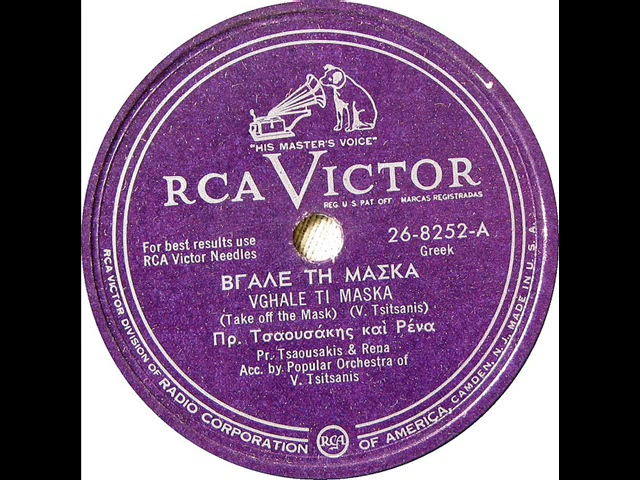 "HIS MASTER'S VOICE"
RCA VICTOR
REG. U.S. PAT. OFF. MARCAS REGISTRADAS
For best results use
RCA Victor Needles
26-8252-A
Greek
ΒΓΑΛΕ ΤΗ ΜΑΣΚΑ
VGHALE TI MASKA
(Take off the Mask) (V. Tsitsanis)
Πρ. Τσαουσάκης καὶ Ρένα
Pr. Tsaousakis & Rena
Acc. by Popular Orchestra of
V. Tsitsanis
RCA VICTOR DIVISION OF RADIO CORPORATION RCA OF AMERICA, CAMDEN, N. J. MADE IN U. S. A.